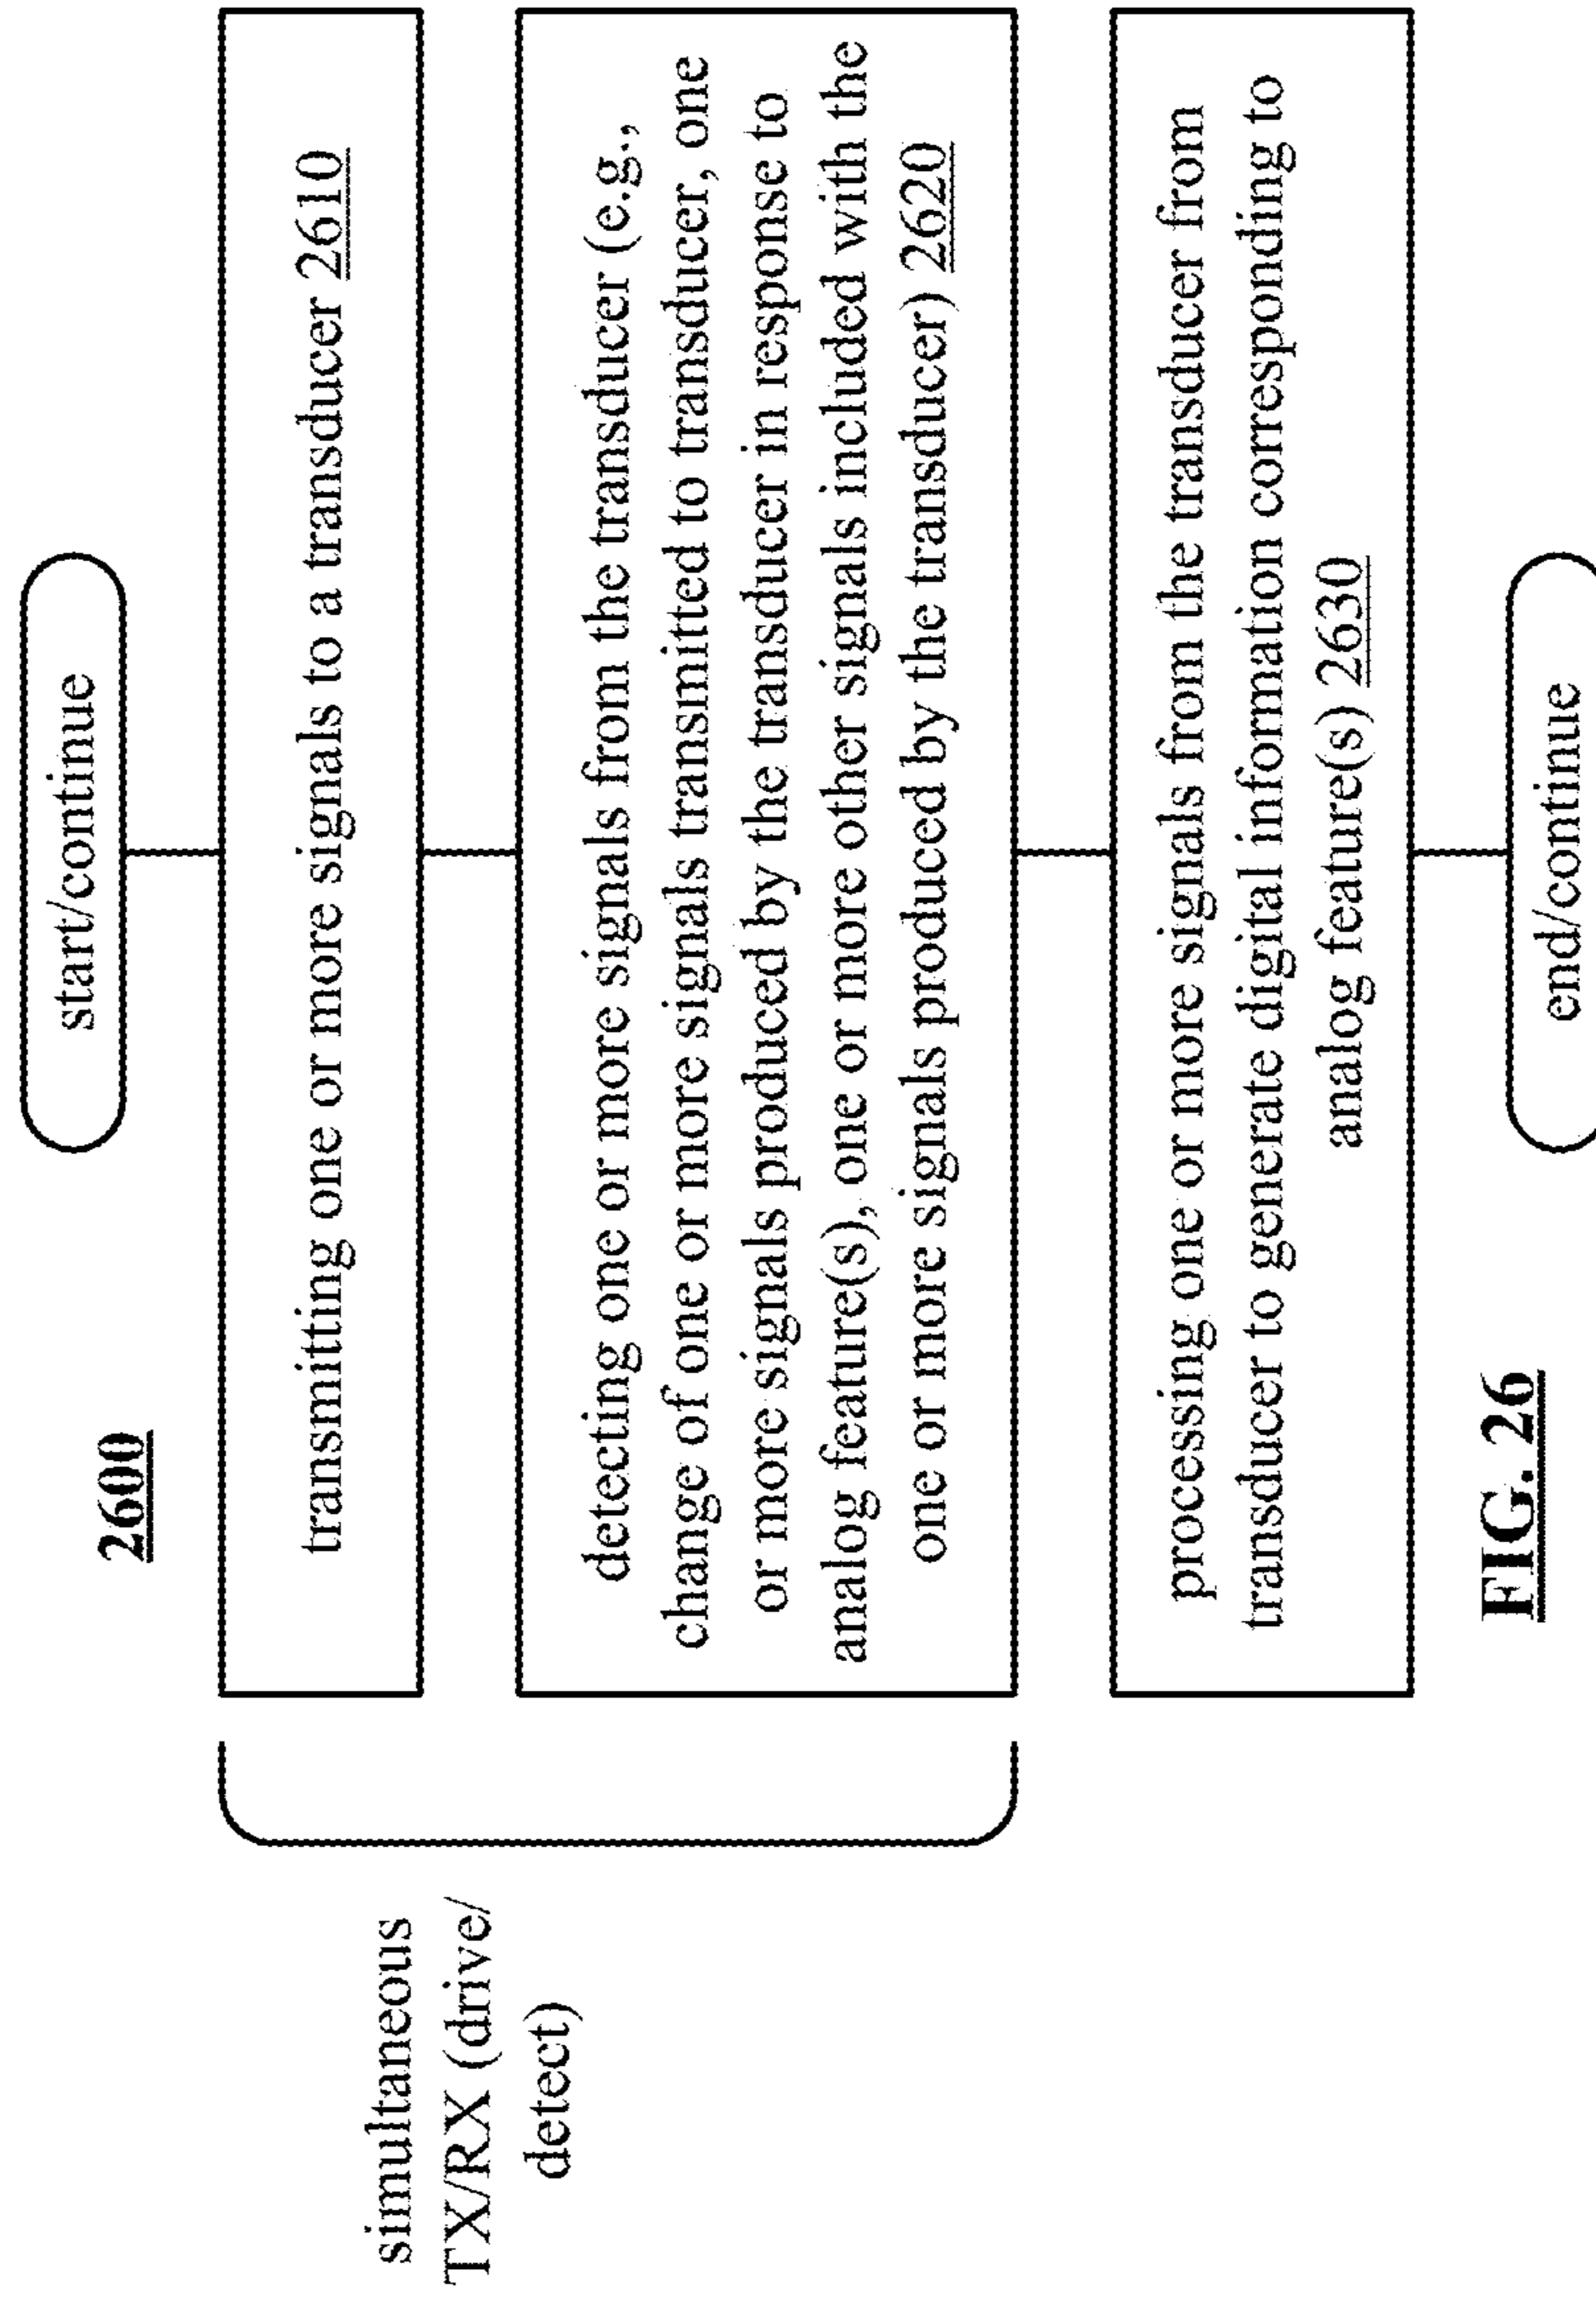 2600
start/continue
transmitting one or more signals to a transducer 2610
simultaneous
TX/RX (drive/
detect)
detecting one or more signals from the transducer (e.g.,
change of one or more signals transmitted to transducer, one
or more signals produced by the transducer in response to
analog feature(s), one or more other signals included with the
one or more signals produced by the transducer) 2620
processing one or more signals from the transducer from
transducer to generate digital information corresponding to
analog feature(s) 2630
end/continue
FIG. 26